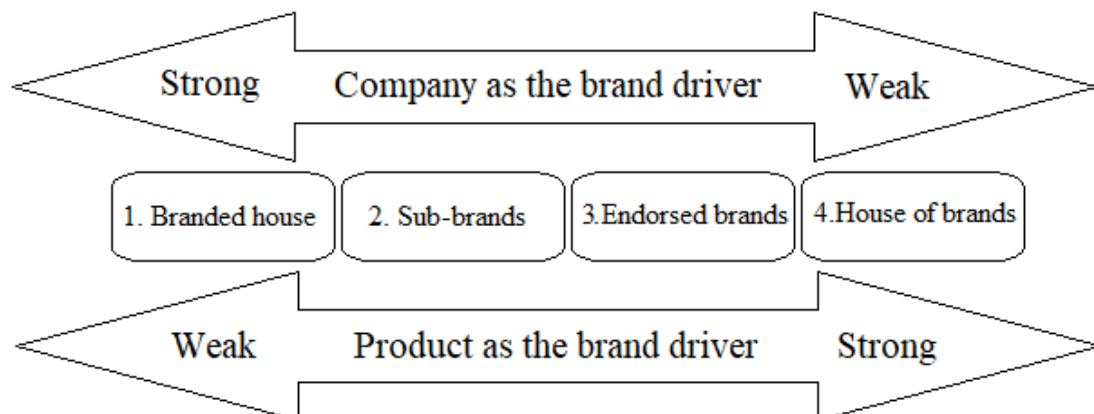 Strong Company as the brand driver Weak
1. Branded house 2. Sub-brands 3.Endorsed brands 4.House of brands
Weak Product as the brand driver Strong